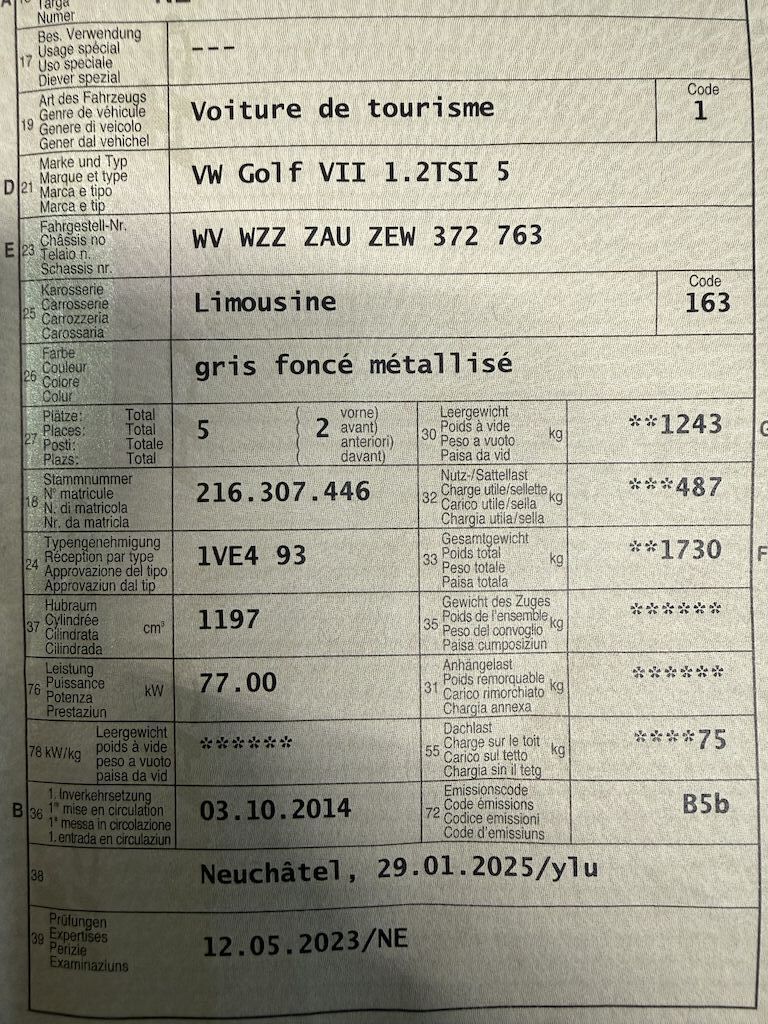 Targa
Numer
17
Bes. Verwendung
Usage spécial
Uso speciale
Diever spezial
---
19
Art des Fahrzeugs
Genre de véhicule
Genere di veicolo
Gener dal vehichel
Voiture de tourisme
Code
1
D 21
Marke und Typ
Marque et type
Marca e tipo
Marca e tip
VW Golf VII 1.2TSI 5
E 23
Fahrgestell-Nr.
Châssis no
Telaio n.
Schassis nr.
WV WZZ ZAU ZEW 372 763
25
Karosserie
Carrosserie
Carrozzeria
Carossaria
Limousine
Code
163
26
Farbe
Couleur
Colore
Colur
gris foncé métallisé
27
Plätze: Total
Places: Total
Posti: Totale
Plazs: Total
5
( 2 vorne)
( avant)
( anteriori)
( davant)
30
Leergewicht
Poids à vide
Peso a vuoto
Paisa da vid
kg
**1243
G
18
Stammnummer
N° matricule
N. di matricola
Nr. da matricla
216.307.446
32
Nutz-/Sattellast
Charge utile/sellette
Carico utile/sella
Chargia utila/sella
kg
***487
24
Typengenehmigung
Réception par type
Approvazione del tipo
Approvaziun dal tip
1VE4 93
33
Gesamtgewicht
Poids total
Peso totale
Paisa totala
kg
**1730
F
37
Hubraum
Cylindrée
Cilindrata
Cilindrada
cm³
1197
35
Gewicht des Zuges
Poids de l'ensemble
Peso del convoglio
Paisa cumposiziun
kg
******
76
Leistung
Puissance
Potenza
Prestaziun
kW
77.00
31
Anhängelast
Poids remorquable
Carico rimorchiato
Chargia annexa
kg
******
78 kW/kg
Leergewicht
poids à vide
peso a vuoto
paisa da vid
******
55
Dachlast
Charge sur le toit
Carico sul tetto
Chargia sin il tetg
kg
****75
B 36
1. Inverkehrsetzung
1re mise en circulation
1a messa in circolazione
1. entrada en circulaziun
03.10.2014
72
Emissionscode
Code émissions
Codice emissioni
Code d'emissiuns
B5b
38
Neuchâtel, 29.01.2025/ylu
39
Prüfungen
Expertises
Perizie
Examinaziuns
12.05.2023/NE